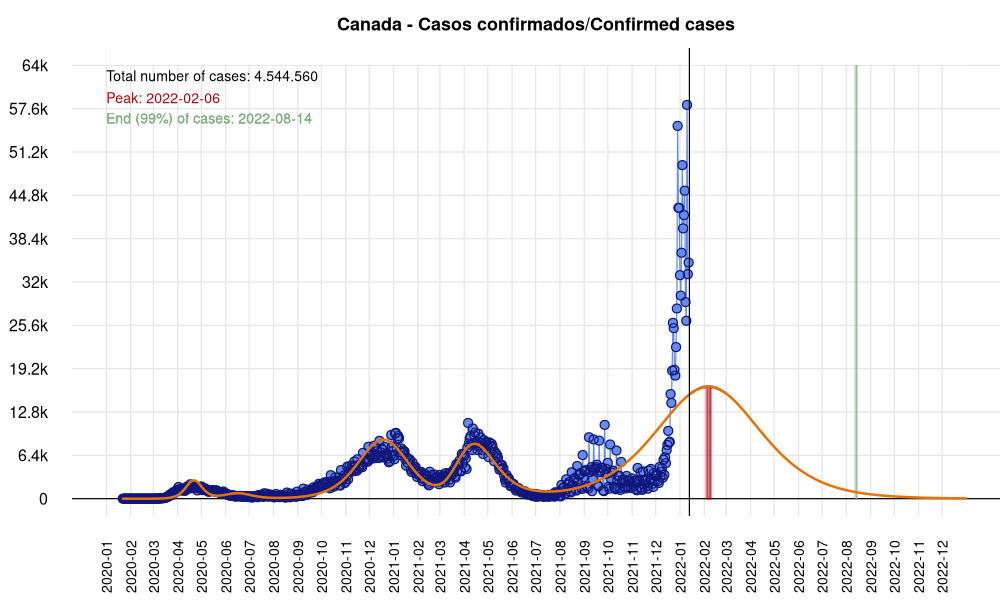 Canada - Casos confirmados/Confirmed cases
64k
Total number of cases: 4.544.560
Peak: 2022-02-06
57.6k
End (99%) of cases: 2022-08-14
51.2k
44.8k
38.4k
32k
25.6k
19.2k
12.8k
6.4k
0
2020-01
2020-02
2020-03
2020-04
2020-05
2020-06
2020-07
2020-08
2020-09
2020-10
2020-11
2020-12
2021-01
2021-02
2021-03
2021-04
2021-05
2021-06
2021-07
2021-08
2021-09
2021-10
2021-11
2021-12
2022-01
2022-02
2022-03
2022-04
2022-05
2022-06
2022-07
2022-08
2022-09
2022-10
2022-11
2022-12